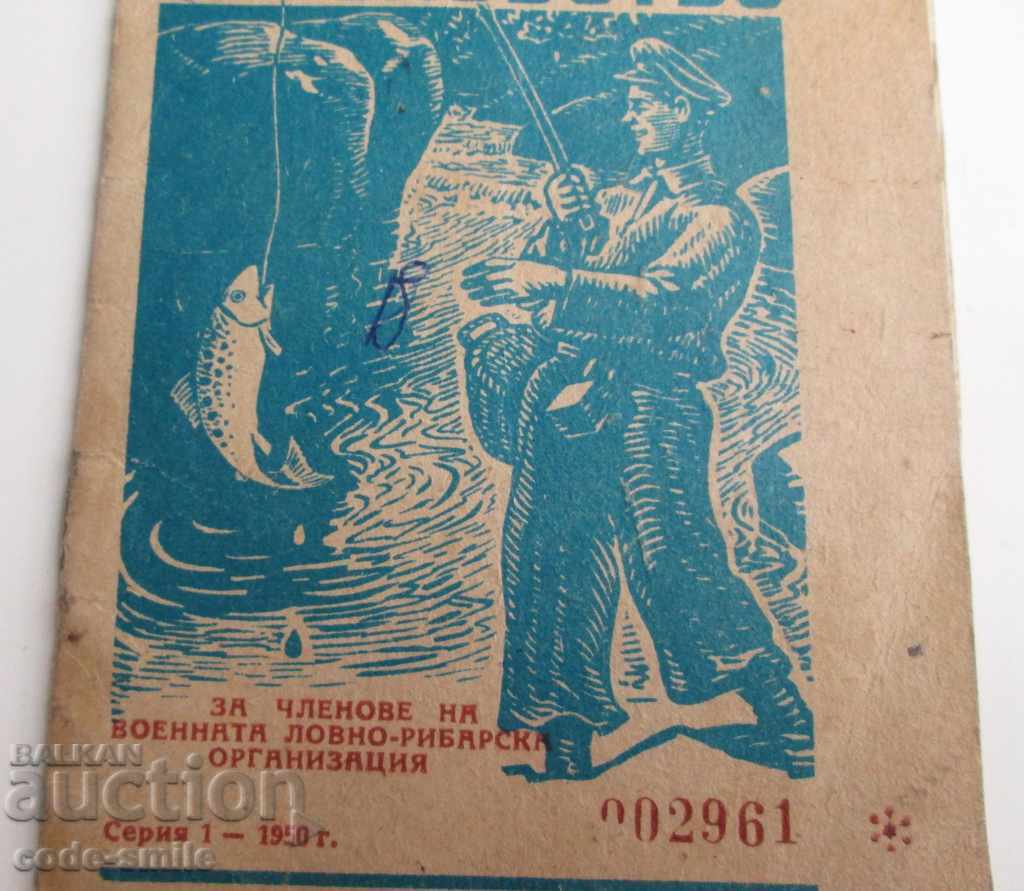 ЗА ЧЛЕНОВЕ НА
ВОЕННАТА ЛОВНО-РИБАРСКА
ОРГАНИЗАЦИЯ
002961
Серия 1 — 1950 г.
BALKAN
auction
code-smile